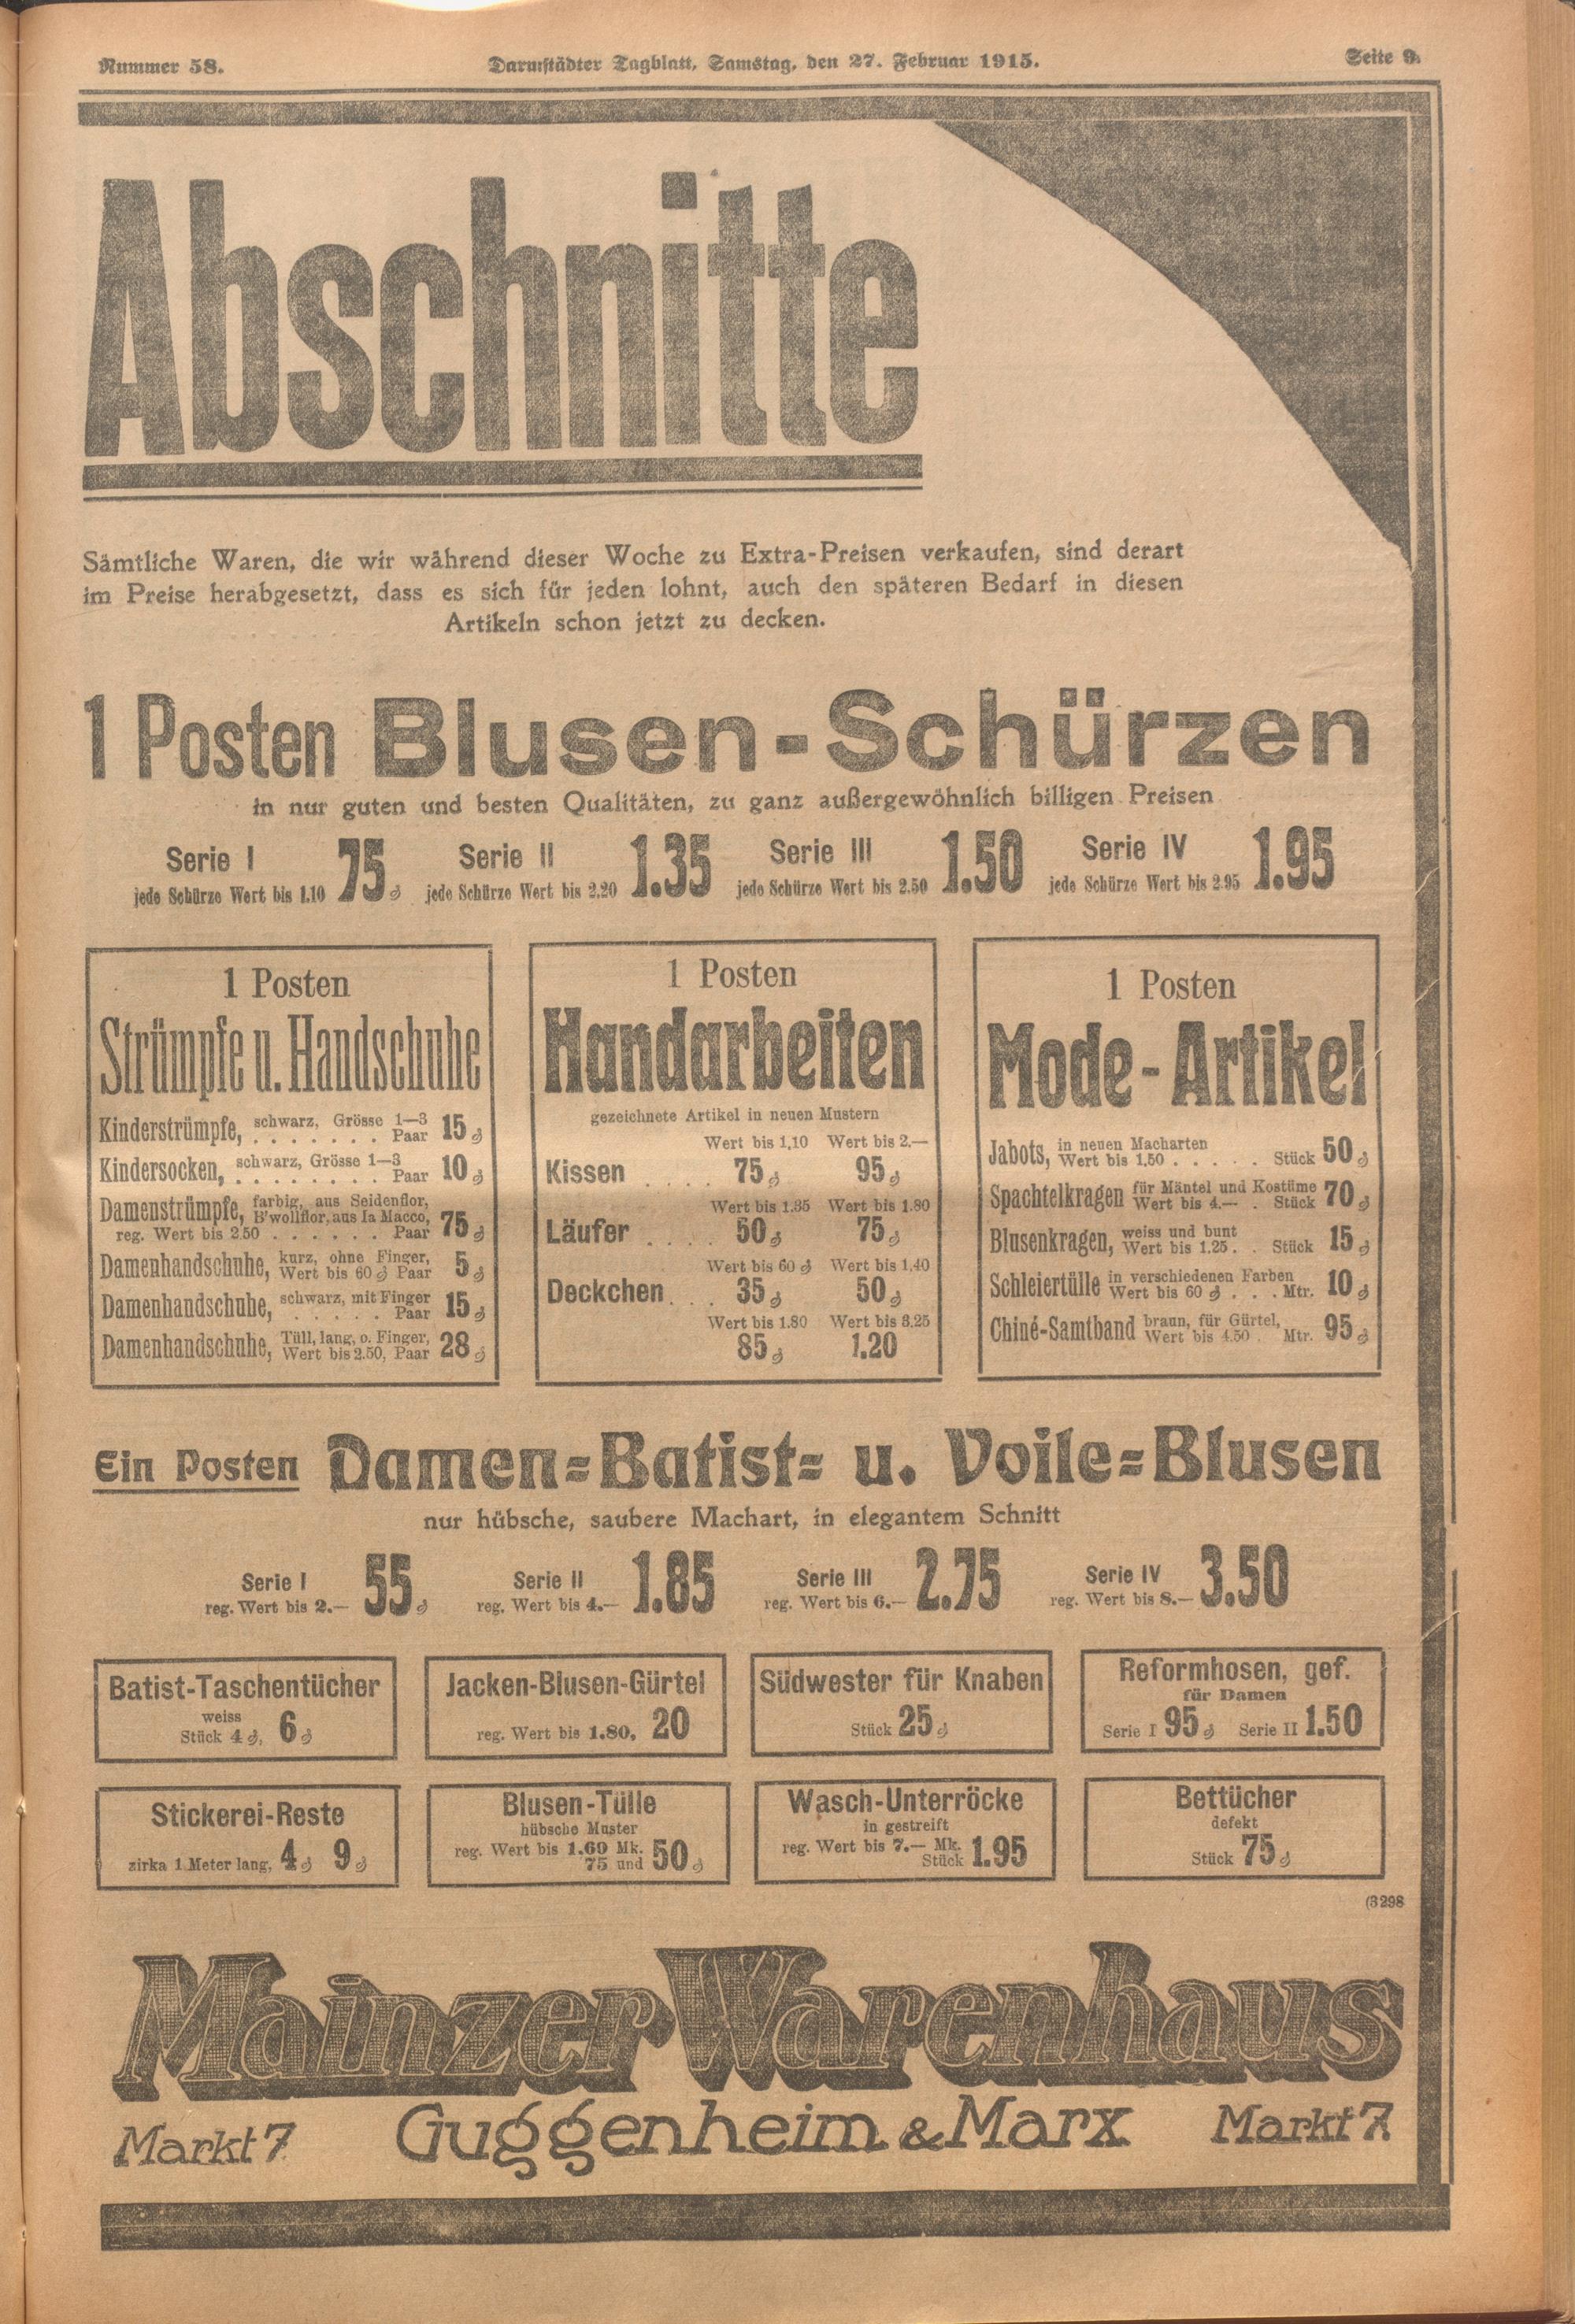 Nummer 58.
Darmstädter Tagblatt, Samstag, den 27. Februar 1915.
Seite 9.
Abschnitte
Sämtliche Waren, die wir während dieser Woche zu Extra-Preisen verkaufen, sind derart
im Preise herabgesetzt, dass es sich für jeden lohnt, auch den späteren Bedarf in diesen
Artikeln schon jetzt zu decken.
1 Posten Blusen-Schürzen
in nur guten und besten Qualitäten, zu ganz außergewöhnlich billigen Preisen
Serie I
jede Schürze Wert bis 1.10
75 ₰
Serie II
jede Schürze Wert bis 2.20
1.35
Serie III
jede Schürze Wert bis 2.50
1.50
Serie IV
jede Schürze Wert bis 2.95
1.95
1 Posten
Strümpfe u. Handschuhe
Kinderstrümpfe, schwarz, Grösse 1—3
. . . . . . . Paar 15 ₰
Kindersocken, schwarz, Grösse 1—3
. . . . . . . . Paar 10 ₰
Damenstrümpfe, farbig, aus Seidenflor,
B'wollflor, aus Ia Macco,
reg. Wert bis 2.50 . . . . . . Paar 75 ₰
Damenhandschuhe, kurz, ohne Finger,
Wert bis 60 ₰ Paar 5 ₰
Damenhandschuhe, schwarz, mit Finger
. . . . . Paar 15 ₰
Damenhandschuhe, Tüll, lang, o. Finger,
Wert bis 2.50, Paar 28 ₰
1 Posten
Handarbeiten
gezeichnete Artikel in neuen Mustern
Wert bis 1,10 Wert bis 2.—
Kissen . . . . 75 ₰ 95 ₰
Wert bis 1.35 Wert bis 1.80
Läufer . . . . 50 ₰ 75 ₰
Wert bis 60 ₰ Wert bis 1,40
Deckchen . . . 35 ₰ 50 ₰
Wert bis 1.80 Wert bis 3,25
85 ₰ 1.20
1 Posten
Mode-Artikel
Jabots, in neuen Macharten
Wert bis 1,50 . . . . . Stück 50 ₰
Spachtelkragen für Mäntel und Kostüme
Wert bis 4.— . Stück 70 ₰
Blusenkragen, weiss und bunt
Wert bis 1.25 . . Stück 15 ₰
Schleiertülle in verschiedenen Farben
Wert bis 60 ₰ . . . Mtr. 10 ₰
Chiné-Samtband braun, für Gürtel,
Wert bis 4.50 . Mtr. 95 ₰
Ein Posten Damen=Batist= u. Voile=Blusen
nur hübsche, saubere Machart, in elegantem Schnitt
Serie I
reg. Wert bis 2.—
55 ₰
Serie II
reg. Wert bis 4.—
1.85
Serie III
reg. Wert bis 6.—
2.75
Serie IV
reg. Wert bis 8.—
3.50
Batist-Taschentücher
weiss
Stück 4 ₰, 6 ₰
Jacken-Blusen-Gürtel
reg. Wert bis 1.80, 20
Südwester für Knaben
Stück 25 ₰
Reformhosen, gef.
für Damen
Serie I 95 ₰ Serie II 1.50
Stickerei-Reste
zirka 1 Meter lang, 4 ₰ 9 ₰
Blusen-Tülle
hübsche Muster
reg. Wert bis 1.60 Mk.
75 und 50 ₰
Wasch-Unterröcke
in gestreift
reg. Wert bis 7.— Mk.
Stück 1.95
Bettücher
defekt
Stück 75 ₰
(3298
Mainzer Warenhaus
Markt 7. Guggenheim & Marx Markt 7.